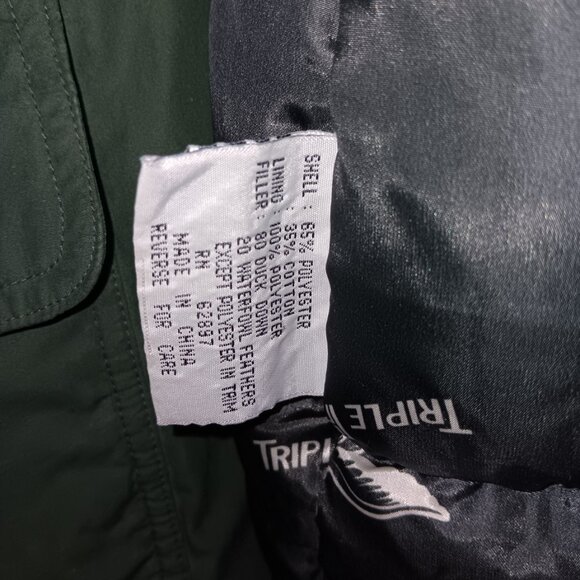 SHELL : 65% POLYESTER
35% COTTON
LINING : 100% POLYESTER
FILLER : 80 DUCK DOWN
20 WATERFOWL FEATHERS
EXCEPT POLYESTER IN TRIM
RN 62897
MADE IN CHINA
REVERSE FOR CARE
TRIPLE
TRIPL